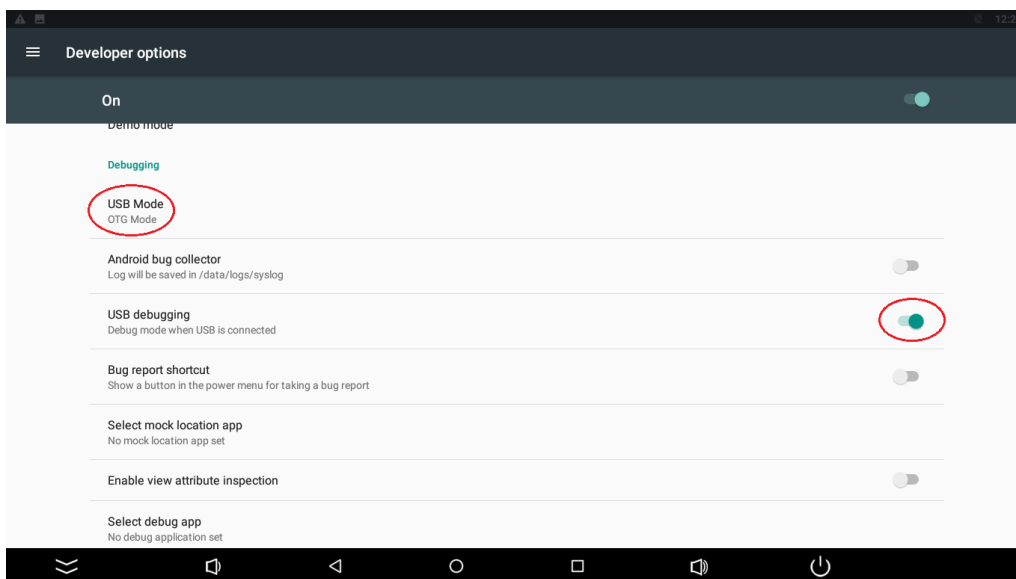 12:2
Developer options
On
Demo mode
Debugging
USB Mode
OTG Mode
Android bug collector
Log will be saved in /data/logs/syslog
USB debugging
Debug mode when USB is connected
Bug report shortcut
Show a button in the power menu for taking a bug report
Select mock location app
No mock location app set
Enable view attribute inspection
Select debug app
No debug application set